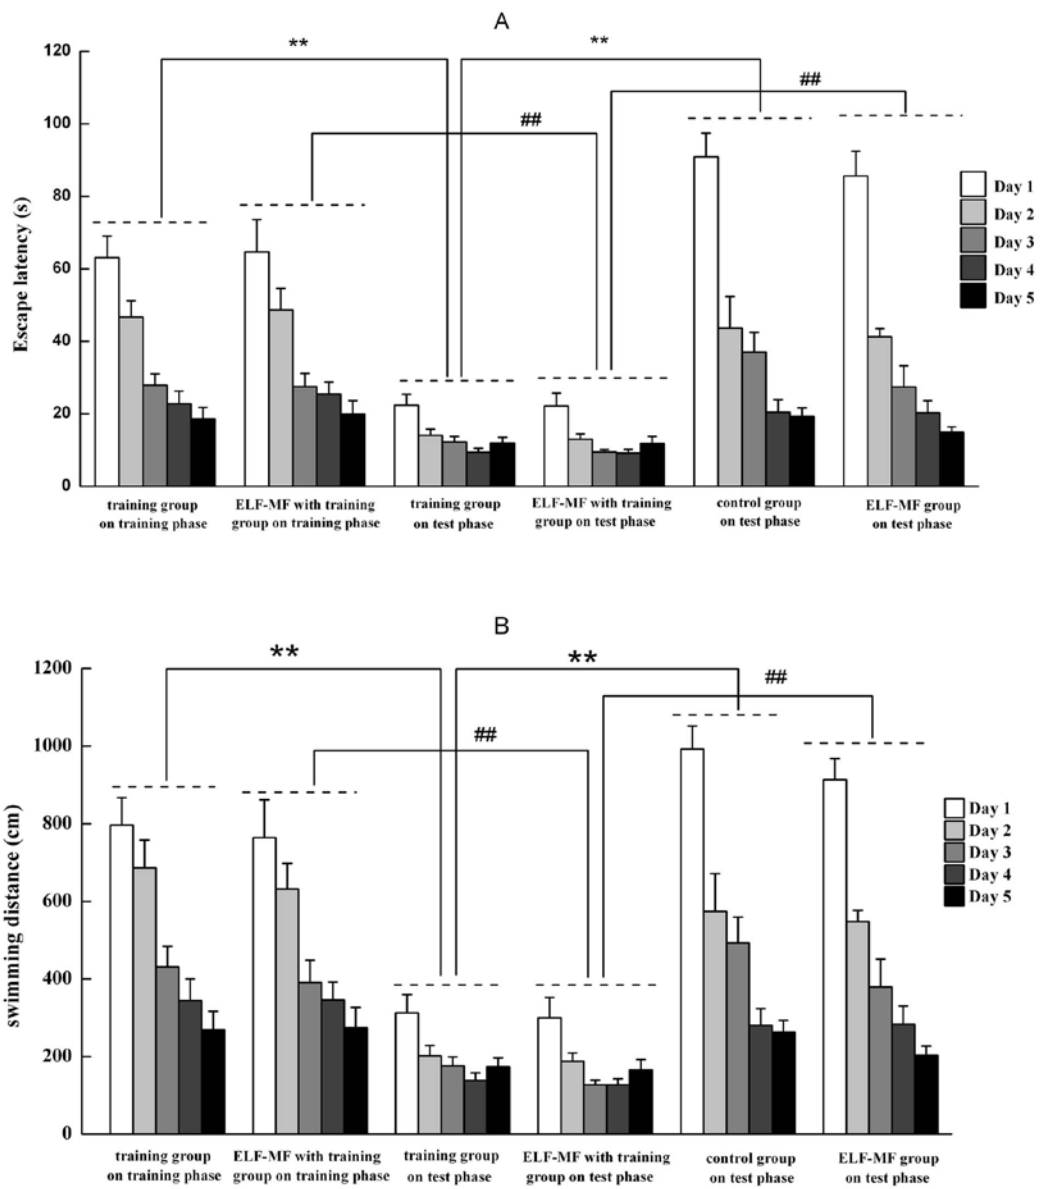 A
120
100
80
60
40
20
0
Escape latency (s)
**
**
##
##
Day 1
Day 2
Day 3
Day 4
Day 5
training group
on training phase
ELF-MF with training
group on training phase
training group
on test phase
ELF-MF with training
group on test phase
control group
on test phase
ELF-MF group
on test phase
B
1200
1000
800
600
400
200
0
swimming distance (cm)
**
**
##
##
Day 1
Day 2
Day 3
Day 4
Day 5
training group
on training phase
ELF-MF with training
group on training phase
training group
on test phase
ELF-MF with training
group on test phase
control group
on test phase
ELF-MF group
on test phase